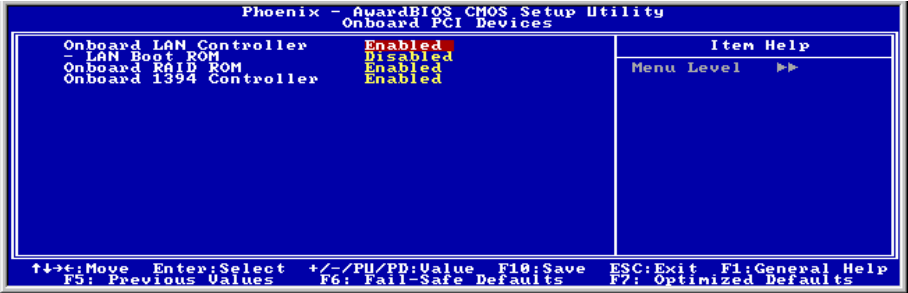 Phoenix - AwardBIOS CMOS Setup Utility
Onboard PCI Devices
Onboard LAN Controller Enabled
- LAN Boot ROM Disabled
Onboard RAID ROM Enabled
Onboard 1394 Controller Enabled
Item Help
Menu Level ▶▶
↑↓→←:Move Enter:Select +/-/PU/PD:Value F10:Save ESC:Exit F1:General Help
F5: Previous Values F6: Fail-Safe Defaults F7: Optimized Defaults